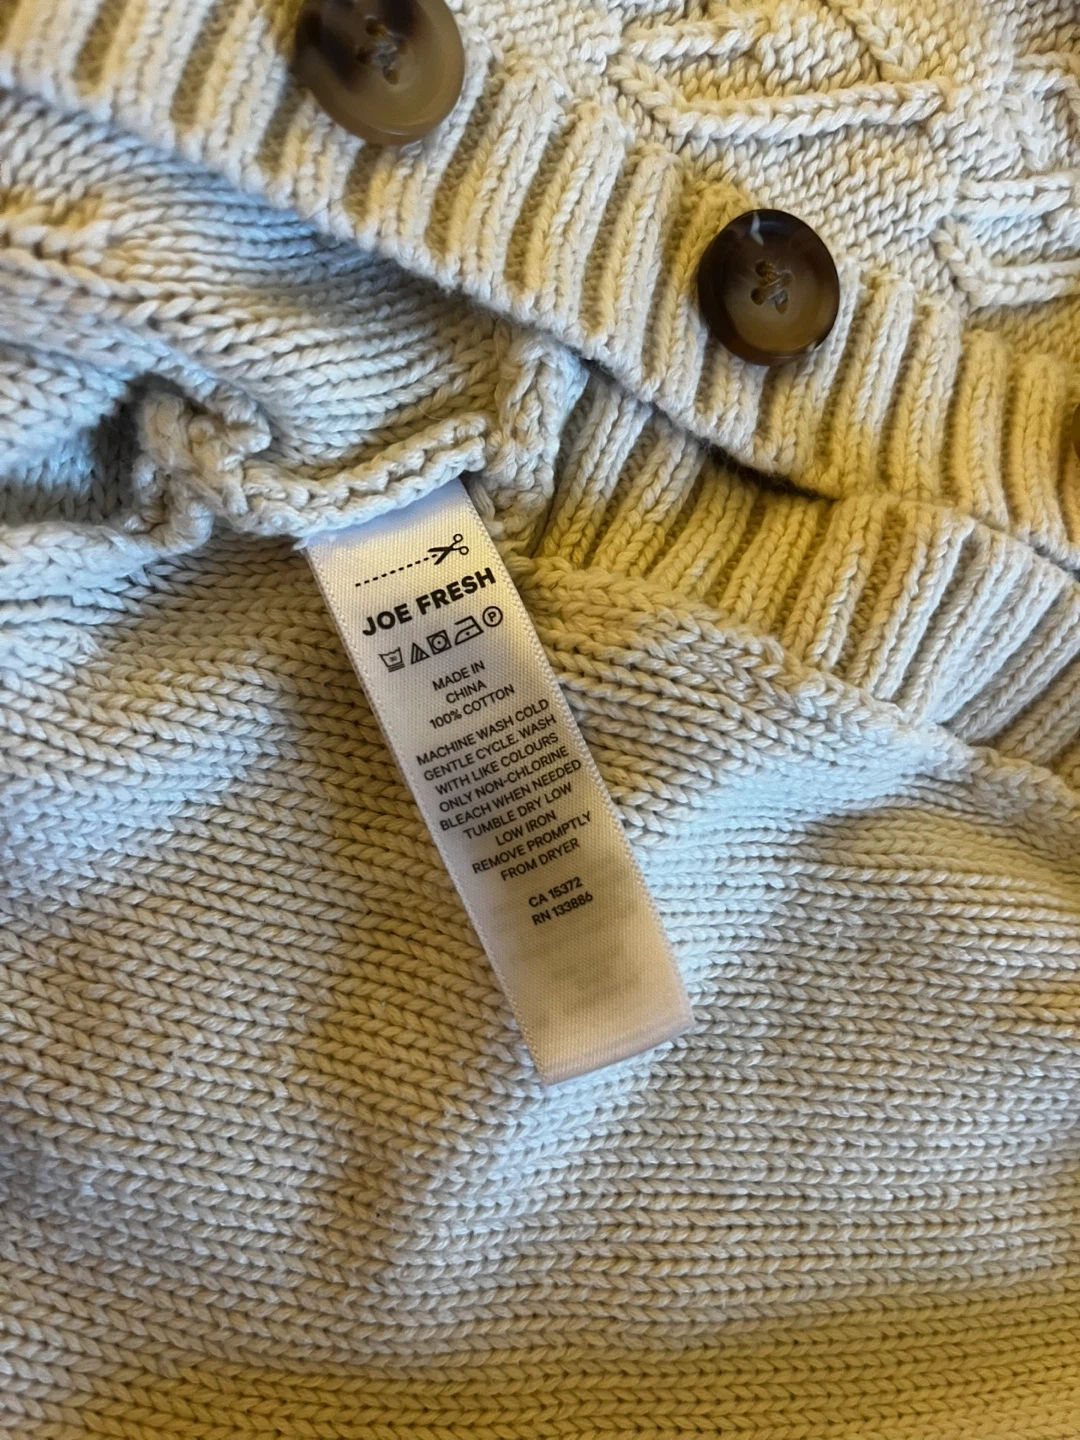 JOE FRESH
MADE IN
CHINA
100% COTTON
MACHINE WASH COLD
GENTLE CYCLE. WASH
WITH LIKE COLOURS
ONLY NON-CHLORINE
BLEACH WHEN NEEDED
TUMBLE DRY LOW
LOW IRON
REMOVE PROMPTLY
FROM DRYER
CA 15372
RN 133886